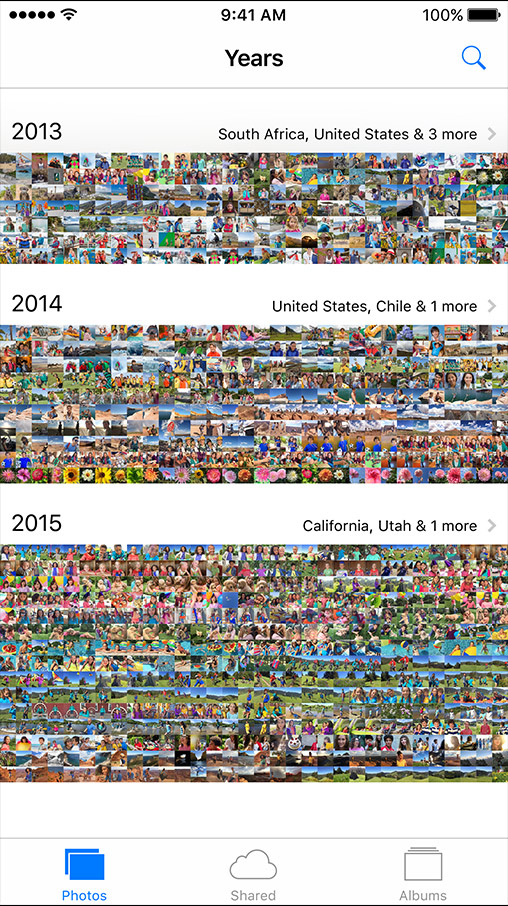 9:41 AM 100%
Years
2013 South Africa, United States & 3 more
2014 United States, Chile & 1 more
2015 California, Utah & 1 more
Photos Shared Albums